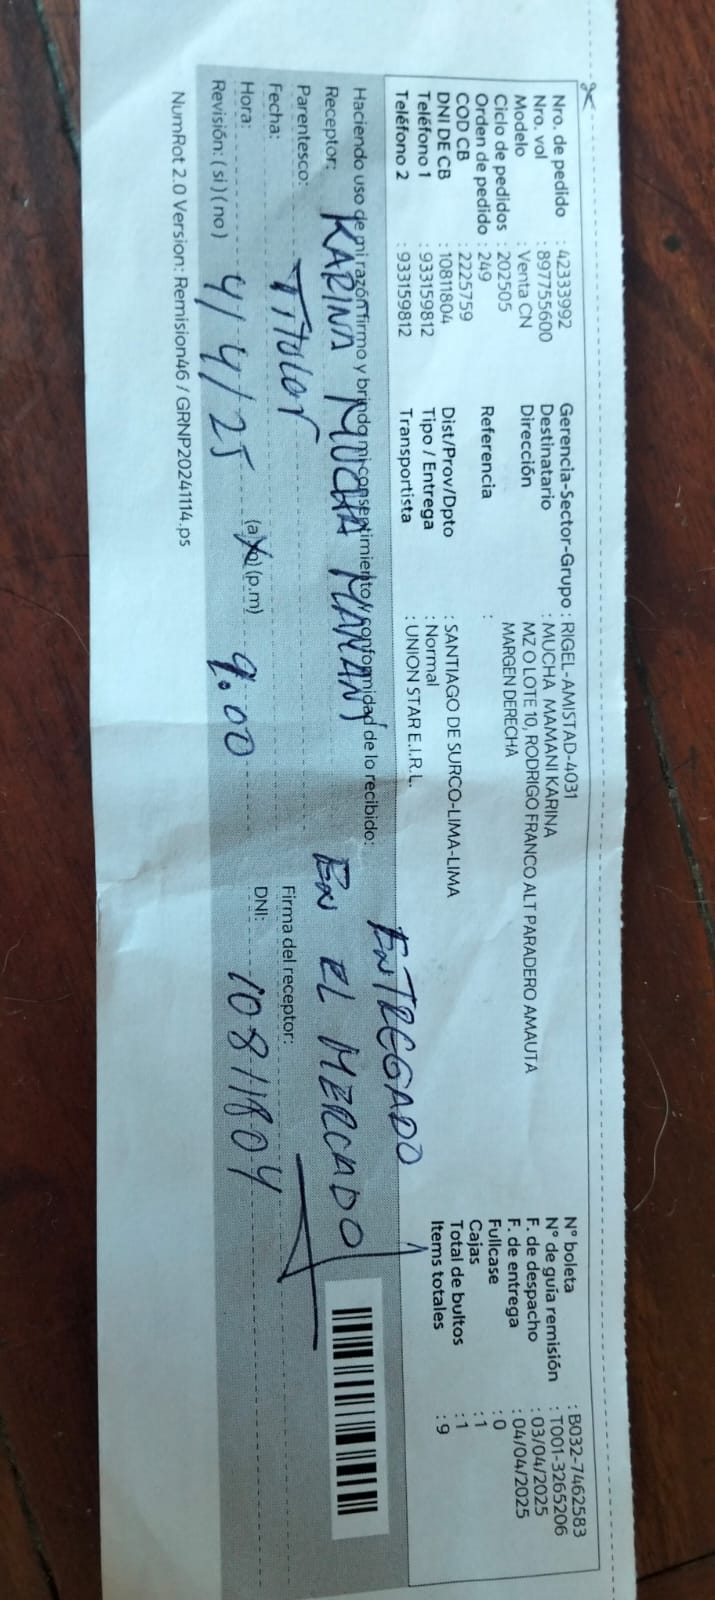 Nro. de pedido : 42333992
Nro. vol : 897755600
Modelo : Venta CN
Ciclo de pedidos : 202505
Orden de pedido : 249
COD CB : 2225759
DNI DE CB : 10811804
Teléfono 1 : 933159812
Teléfono 2 : 933159812
Gerencia-Sector-Grupo : RIGEL-AMISTAD-4031
Destinatario : MUCHA MAMANI KARINA
Dirección : MZ O LOTE 10, RODRIGO FRANCO ALT PARADERO AMAUTA
MARGEN DERECHA
Referencia :
Dist/Prov/Dpto : SANTIAGO DE SURCO-LIMA-LIMA
Tipo / Entrega : Normal
Transportista : UNION STAR E.I.R.L.
N° boleta : B032-7462583
N° de guía remisión : T001-3265206
F. de despacho : 03/04/2025
F. de entrega : 04/04/2025
Fullcase : 0
Cajas : 1
Total de bultos : 1
Items totales : 9
ENTREGADO
EN EL MERCADO
Haciendo uso de mi razón firmo y brindo mi consentimiento y conformidad de lo recibido:
Receptor: KARINA MUCHA MAMANI
Parentesco: TITOLOR
Firma del receptor:
Fecha: 4/4/25
Hora: (p.m) 9:00
DNI: 10811804
Revisión: (si) (no)
NumRot 2.0 Version: Remision46 / GRNP20241114.ps